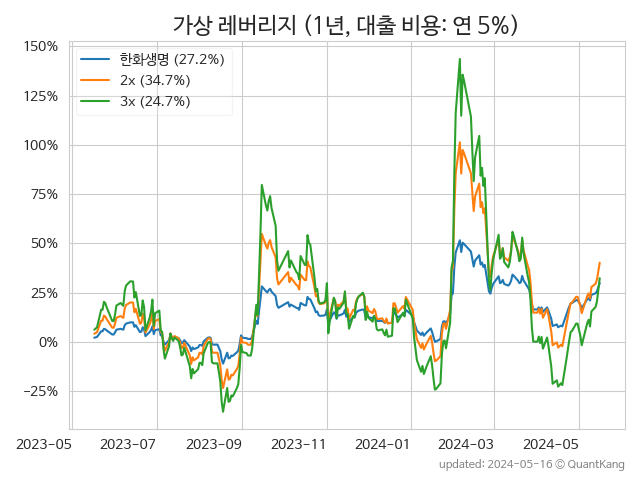 가상 레버리지 (1년, 대출 비용: 연 5%)
150%
125%
100%
75%
50%
25%
0%
−25%
한화생명 (27.2%)
2x (34.7%)
3x (24.7%)
2023-05 2023-07 2023-09 2023-11 2024-01 2024-03 2024-05
updated: 2024-05-16 © QuantKang